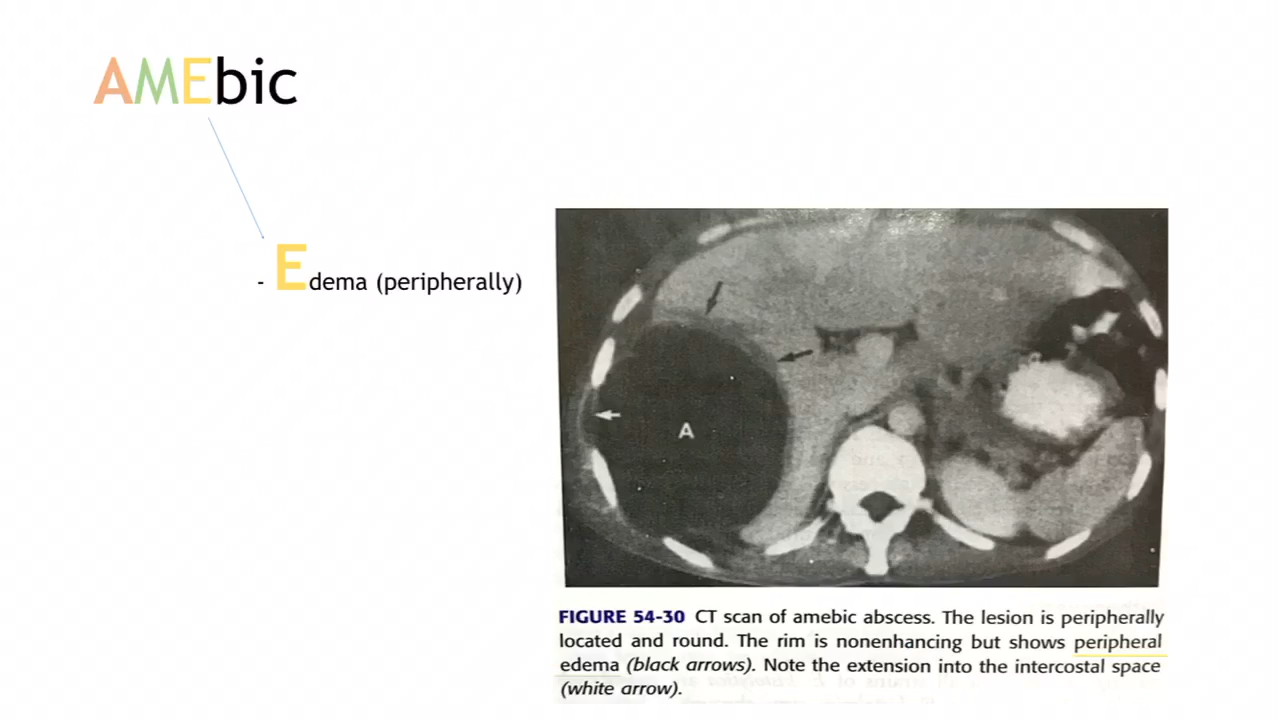 AMEbic
- Edema (peripherally)
A
FIGURE 54-30 CT scan of amebic abscess. The lesion is peripherally
located and round. The rim is nonenhancing but shows peripheral
edema (black arrows). Note the extension into the intercostal space
(white arrow).